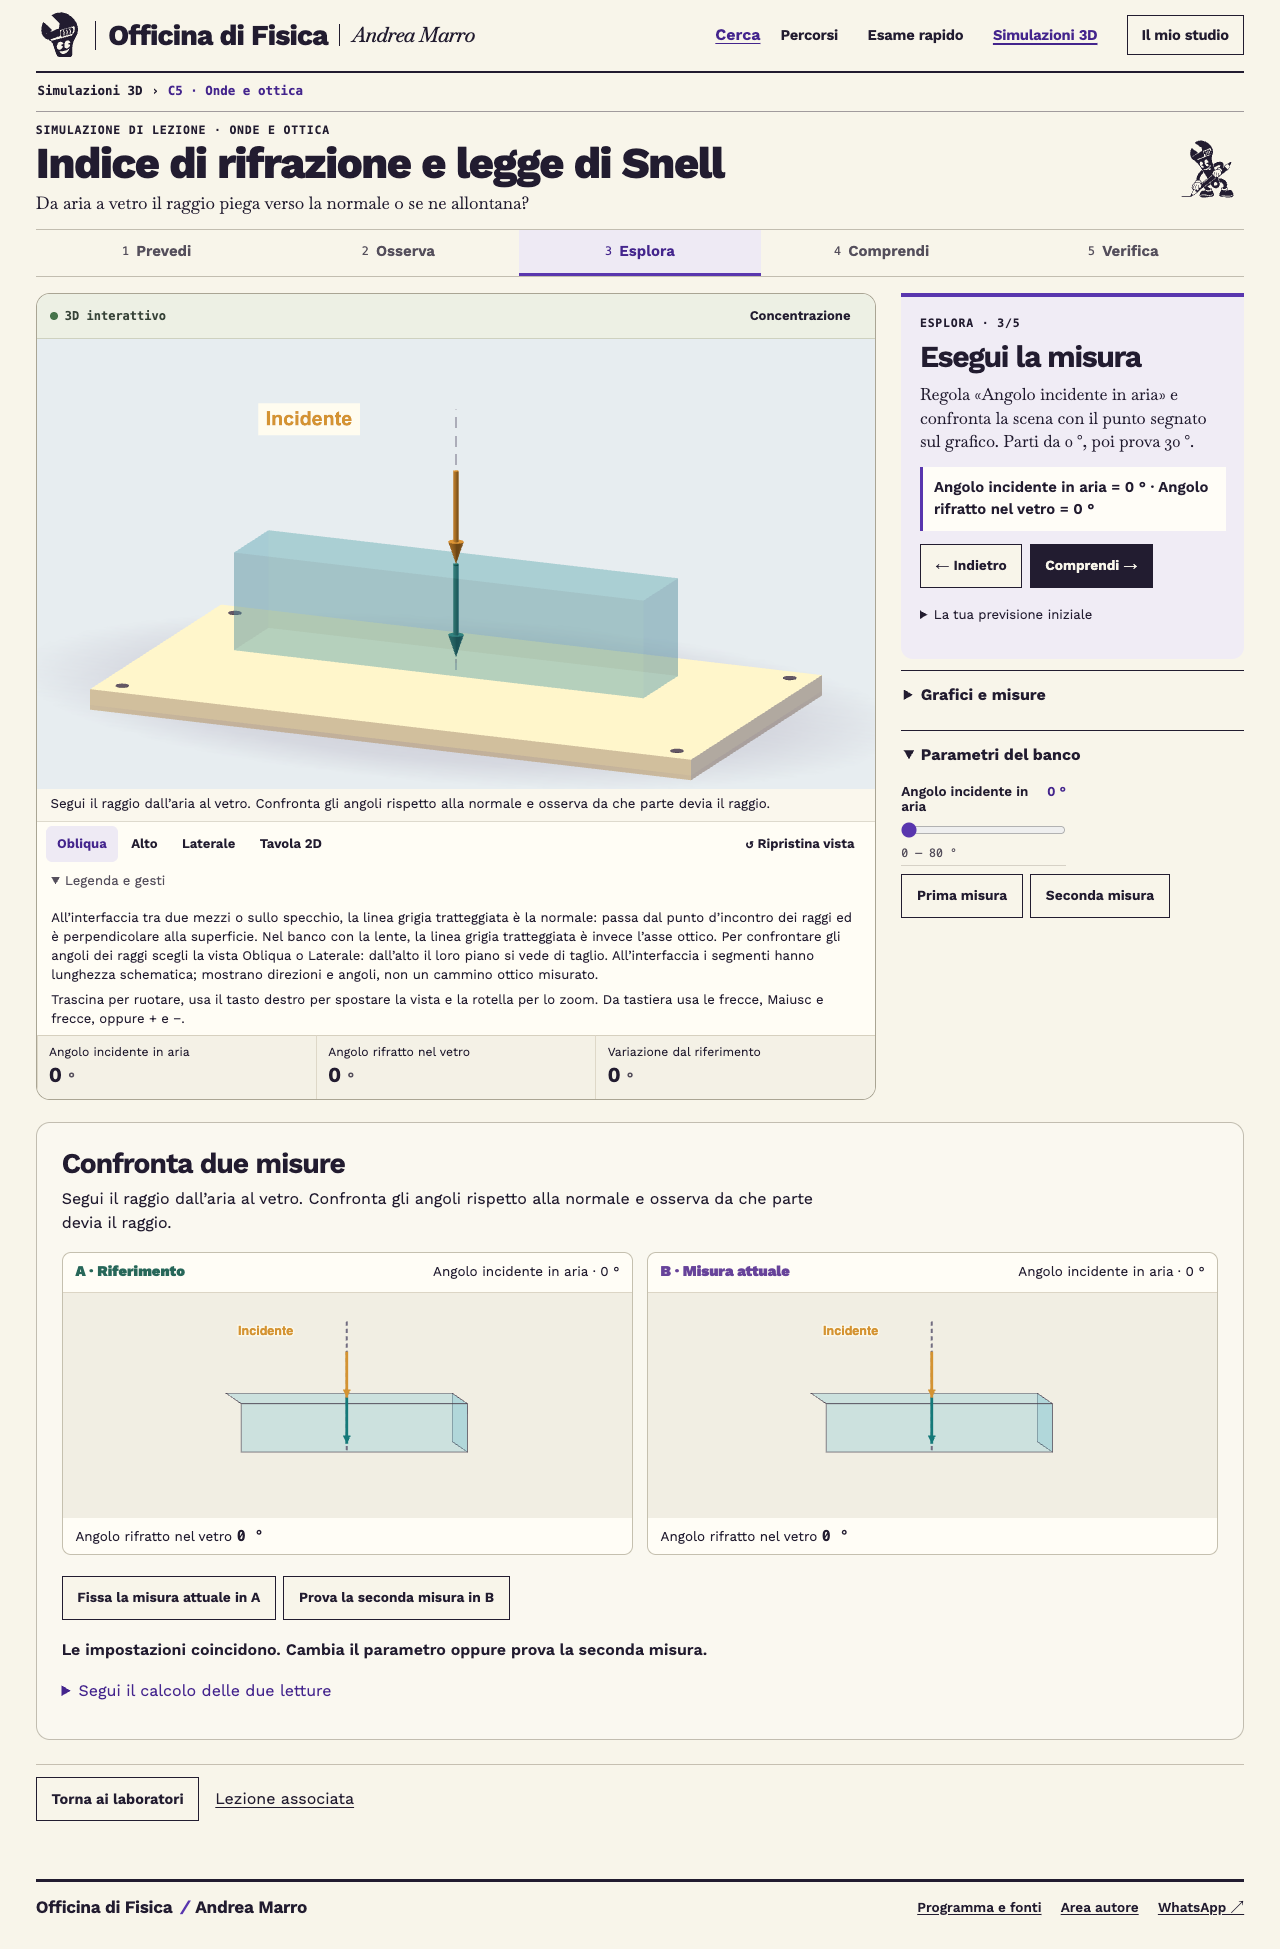 Officina di Fisica
Andrea Marro
Cerca
Percorsi
Esame rapido
Simulazioni 3D
Il mio studio
Simulazioni 3D › C5 · Onde e ottica
SIMULAZIONE DI LEZIONE · ONDE E OTTICA
Indice di rifrazione e legge di Snell
Da aria a vetro il raggio piega verso la normale o se ne allontana?
1 Prevedi
2 Osserva
3 Esplora
4 Comprendi
5 Verifica
3D interattivo
Concentrazione
Incidente
Segui il raggio dall’aria al vetro. Confronta gli angoli rispetto alla normale e osserva da che parte devia il raggio.
Obliqua
Alto
Laterale
Tavola 2D
↺ Ripristina vista
▼ Legenda e gesti
All’interfaccia tra due mezzi o sullo specchio, la linea grigia tratteggiata è la normale: passa dal punto d’incontro dei raggi ed
è perpendicolare alla superficie. Nel banco con la lente, la linea grigia tratteggiata è invece l’asse ottico. Per confrontare gli
angoli dei raggi scegli la vista Obliqua o Laterale: dall’alto il loro piano si vede di taglio. All’interfaccia i segmenti hanno
lunghezza schematica; mostrano direzioni e angoli, non un cammino ottico misurato.
Trascina per ruotare, usa il tasto destro per spostare la vista e la rotella per lo zoom. Da tastiera usa le frecce, Maiusc e
frecce, oppure + e −.
Angolo incidente in aria
0 °
Angolo rifratto nel vetro
0 °
Variazione dal riferimento
0 °
ESPLORA · 3/5
Esegui la misura
Regola «Angolo incidente in aria» e
confronta la scena con il punto segnato
sul grafico. Parti da 0 °, poi prova 30 °.
Angolo incidente in aria = 0 ° · Angolo
rifratto nel vetro = 0 °
← Indietro
Comprendi →
▶ La tua previsione iniziale
▶ Grafici e misure
▼ Parametri del banco
Angolo incidente in
aria
0 °
0 — 80 °
Prima misura
Seconda misura
Confronta due misure
Segui il raggio dall’aria al vetro. Confronta gli angoli rispetto alla normale e osserva da che parte
devia il raggio.
A · Riferimento
Angolo incidente in aria · 0 °
Incidente
Angolo rifratto nel vetro 0 °
B · Misura attuale
Angolo incidente in aria · 0 °
Incidente
Angolo rifratto nel vetro 0 °
Fissa la misura attuale in A
Prova la seconda misura in B
Le impostazioni coincidono. Cambia il parametro oppure prova la seconda misura.
▶ Segui il calcolo delle due letture
Torna ai laboratori
Lezione associata
Officina di Fisica / Andrea Marro
Programma e fonti
Area autore
WhatsApp ↗